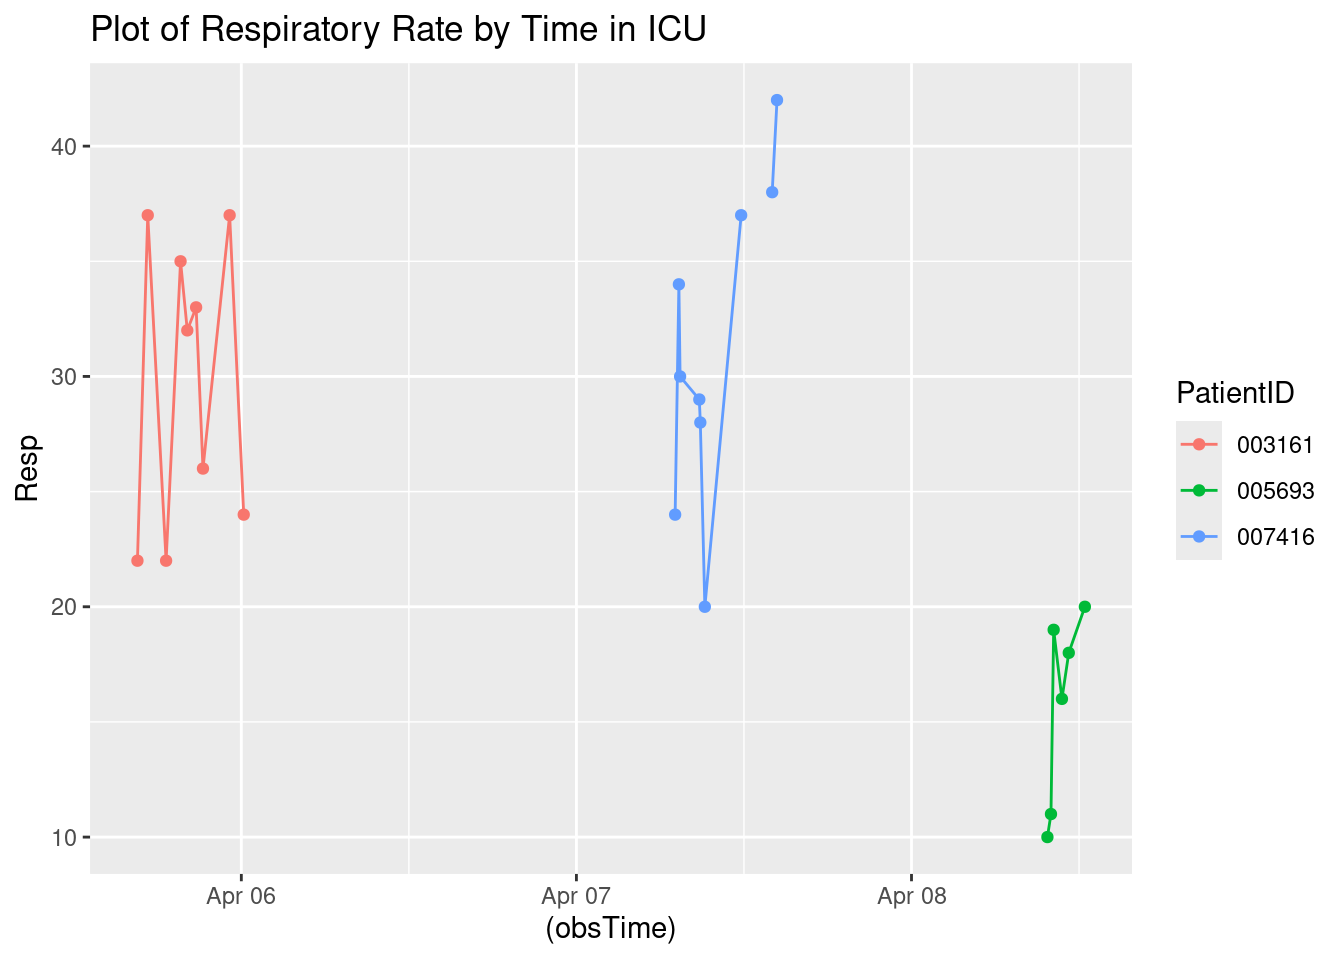 Plot of Respiratory Rate by Time in ICU
40
30
20
10
Resp
Apr 06
Apr 07
Apr 08
(obsTime)
PatientID
003161
005693
007416